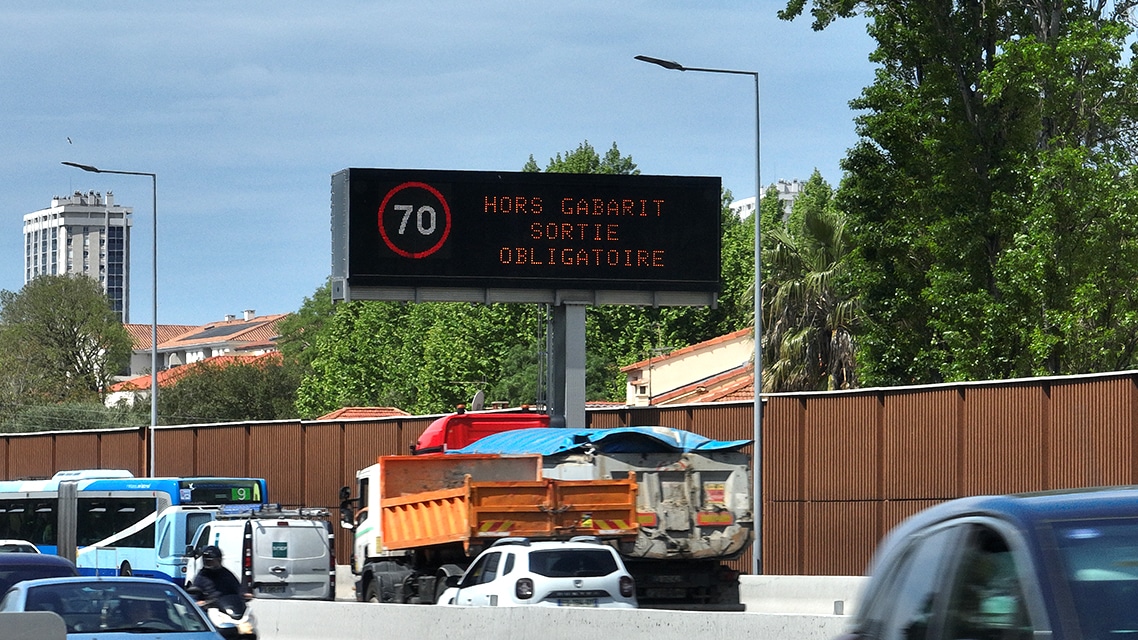 70
HORS GABARIT
SORTIE
OBLIGATOIRE
9